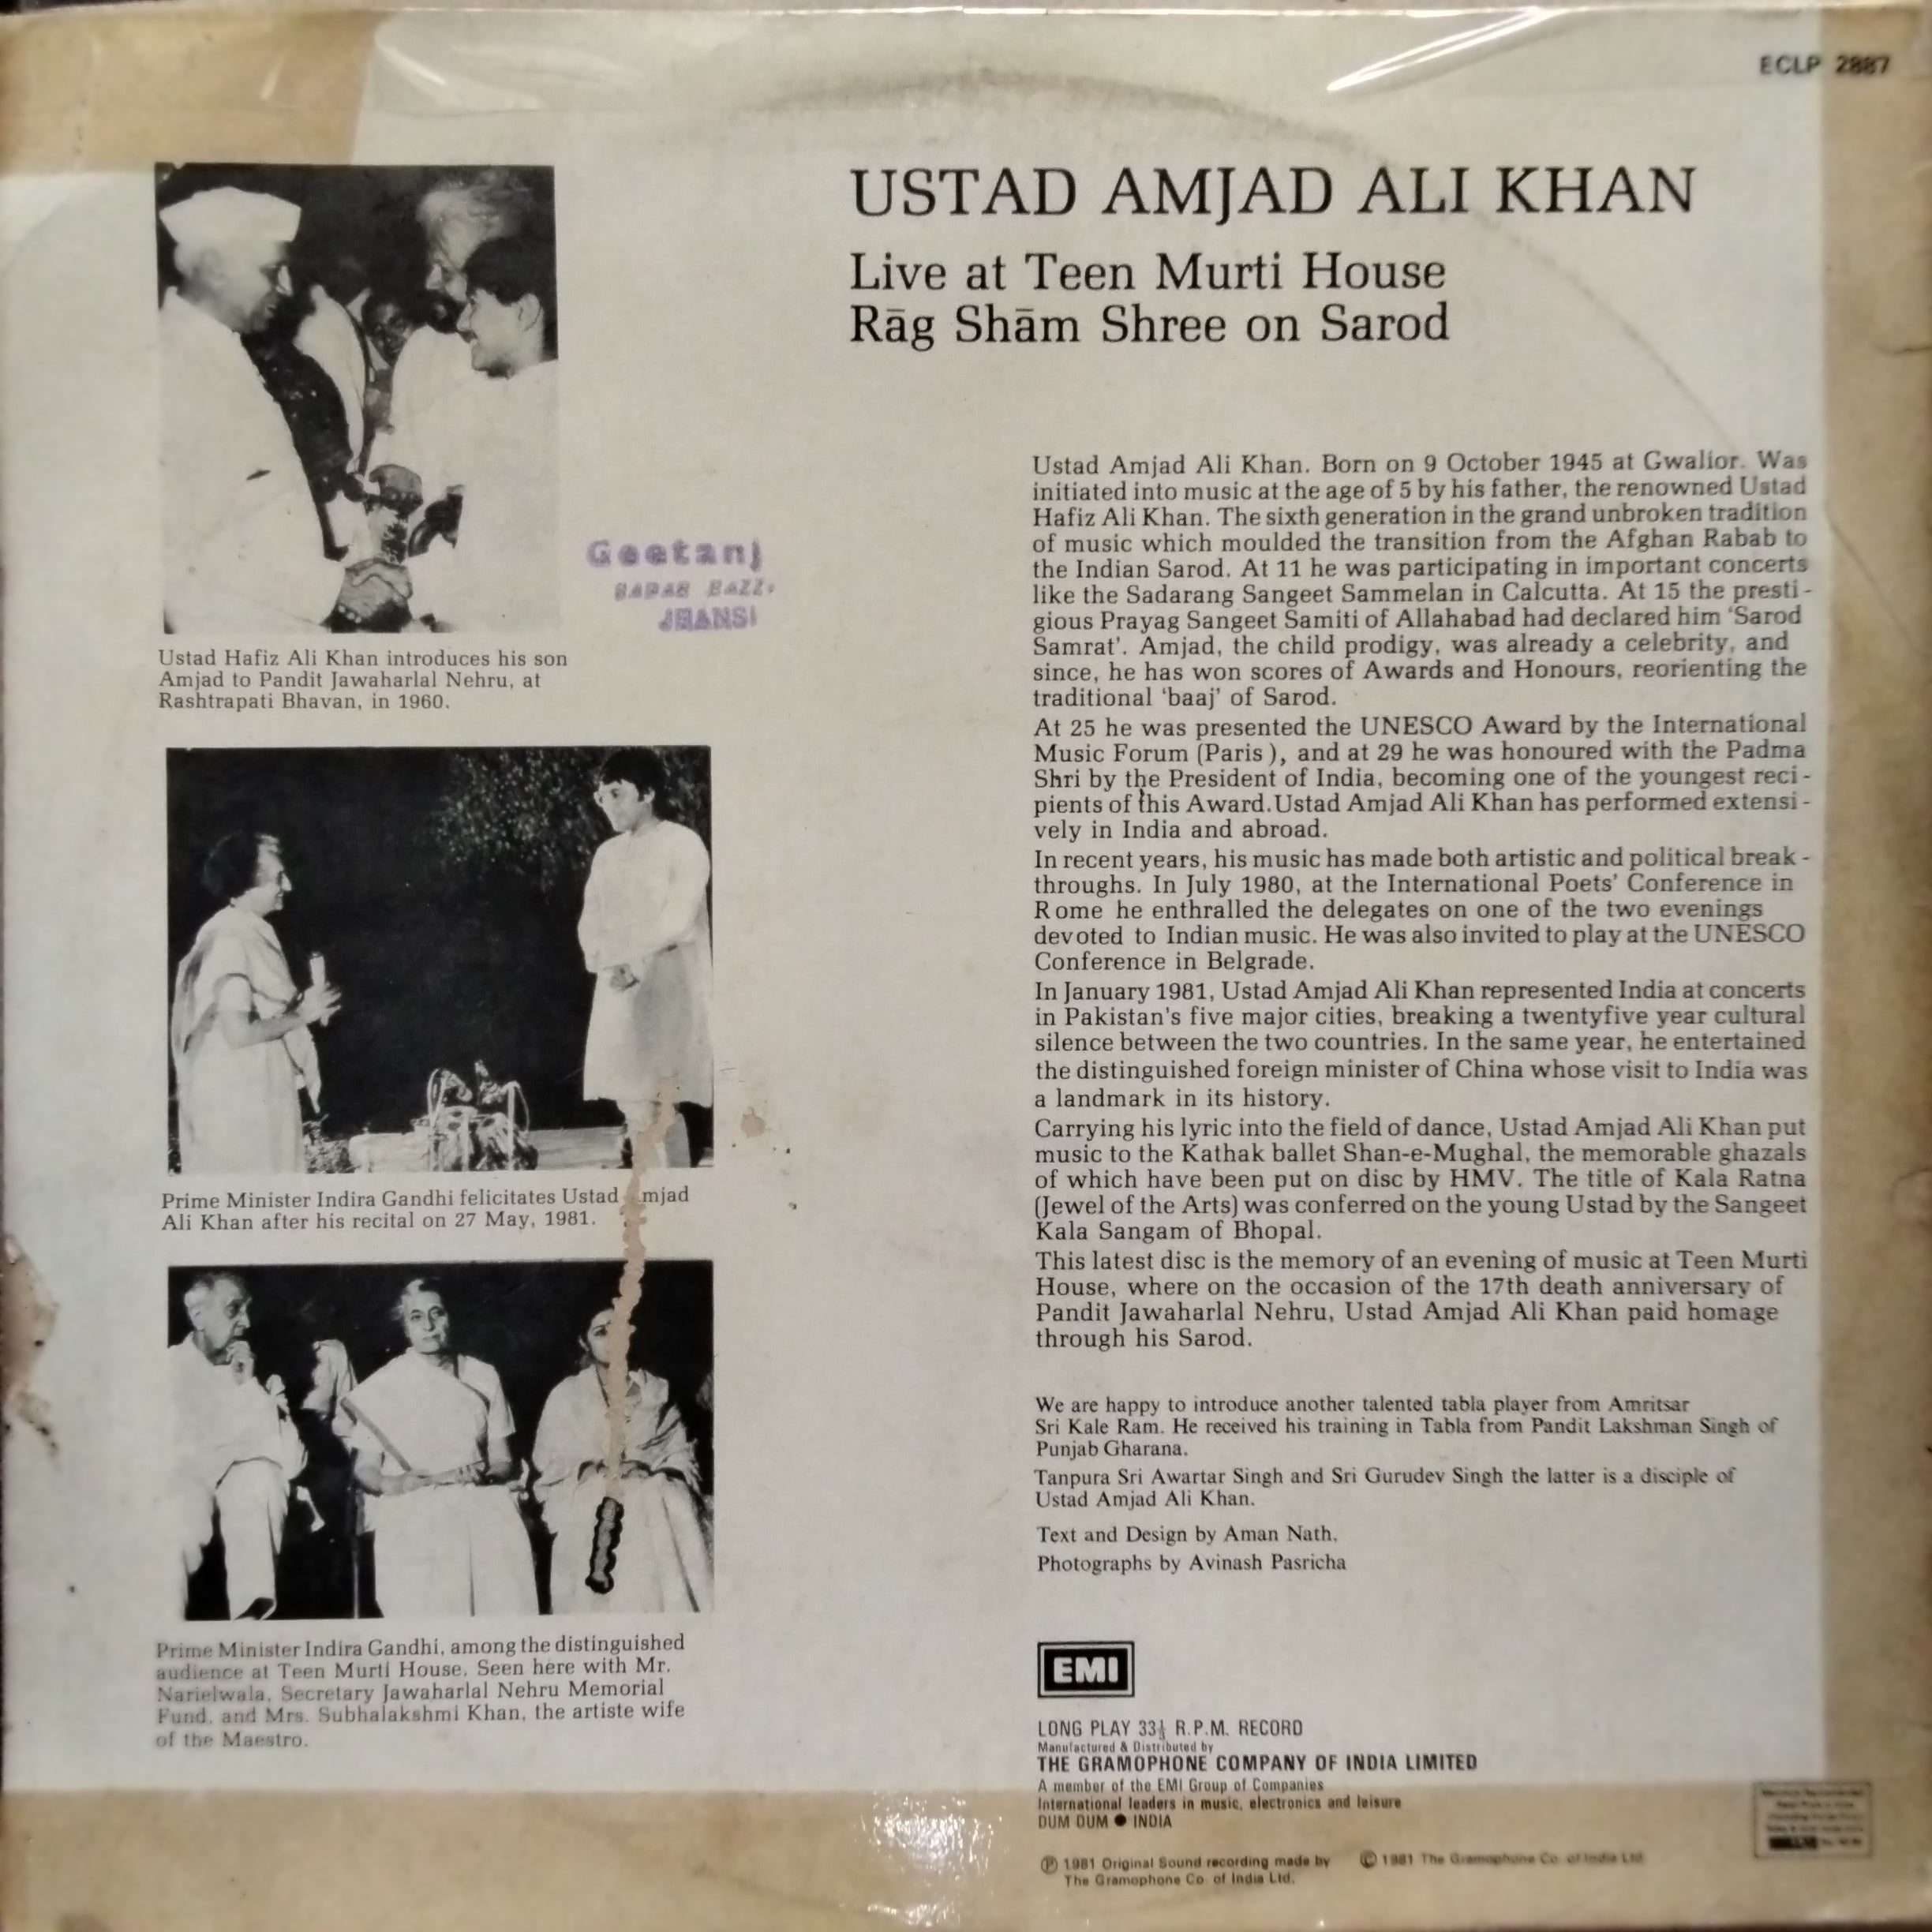 ECLP 2887
USTAD AMJAD ALI KHAN
Live at Teen Murti House
Rāg Shām Shree on Sarod
Geetanj
SADAR BAZZ
JHANSI
Ustad Hafiz Ali Khan introduces his son
Amjad to Pandit Jawaharlal Nehru, at
Rashtrapati Bhavan, in 1960.
Prime Minister Indira Gandhi felicitates Ustad mjad
Ali Khan after his recital on 27 May, 1981.
Prime Minister Indira Gandhi, among the distinguished
audience at Teen Murti House. Seen here with Mr.
Narielwala, Secretary Jawaharlal Nehru Memorial
Fund, and Mrs. Subhalakshmi Khan, the artiste wife
of the Maestro.
Ustad Amjad Ali Khan. Born on 9 October 1945 at Gwalior. Was
initiated into music at the age of 5 by his father, the renowned Ustad
Hafiz Ali Khan. The sixth generation in the grand unbroken tradition
of music which moulded the transition from the Afghan Rabab to
the Indian Sarod. At 11 he was participating in important concerts
like the Sadarang Sangeet Sammelan in Calcutta. At 15 the presti-
gious Prayag Sangeet Samiti of Allahabad had declared him ‘Sarod
Samrat’. Amjad, the child prodigy, was already a celebrity, and
since, he has won scores of Awards and Honours, reorienting the
traditional ‘baaj’ of Sarod.
At 25 he was presented the UNESCO Award by the International
Music Forum (Paris), and at 29 he was honoured with the Padma
Shri by the President of India, becoming one of the youngest reci-
pients of this Award.Ustad Amjad Ali Khan has performed extensi-
vely in India and abroad.
In recent years, his music has made both artistic and political break-
throughs. In July 1980, at the International Poets’ Conference in
Rome he enthralled the delegates on one of the two evenings
devoted to Indian music. He was also invited to play at the UNESCO
Conference in Belgrade.
In January 1981, Ustad Amjad Ali Khan represented India at concerts
in Pakistan's five major cities, breaking a twentyfive year cultural
silence between the two countries. In the same year, he entertained
the distinguished foreign minister of China whose visit to India was
a landmark in its history.
Carrying his lyric into the field of dance, Ustad Amjad Ali Khan put
music to the Kathak ballet Shan-e-Mughal, the memorable ghazals
of which have been put on disc by HMV. The title of Kala Ratna
(Jewel of the Arts) was conferred on the young Ustad by the Sangeet
Kala Sangam of Bhopal.
This latest disc is the memory of an evening of music at Teen Murti
House, where on the occasion of the 17th death anniversary of
Pandit Jawaharlal Nehru, Ustad Amjad Ali Khan paid homage
through his Sarod.
We are happy to introduce another talented tabla player from Amritsar
Sri Kale Ram. He received his training in Tabla from Pandit Lakshman Singh of
Punjab Gharana.
Tanpura Sri Awartar Singh and Sri Gurudev Singh the latter is a disciple of
Ustad Amjad Ali Khan.
Text and Design by Aman Nath.
Photographs by Avinash Pasricha
EMI
LONG PLAY 33⅓ R.P.M. RECORD
Manufactured & Distributed by
THE GRAMOPHONE COMPANY OF INDIA LIMITED
A member of the EMI Group of Companies
International leaders in music, electronics and leisure
DUM DUM ● INDIA
Ⓟ 1981 Original Sound recording made by
The Gramophone Co. of India Ltd.
© 1981 The Gramophone Co. of India Ltd.